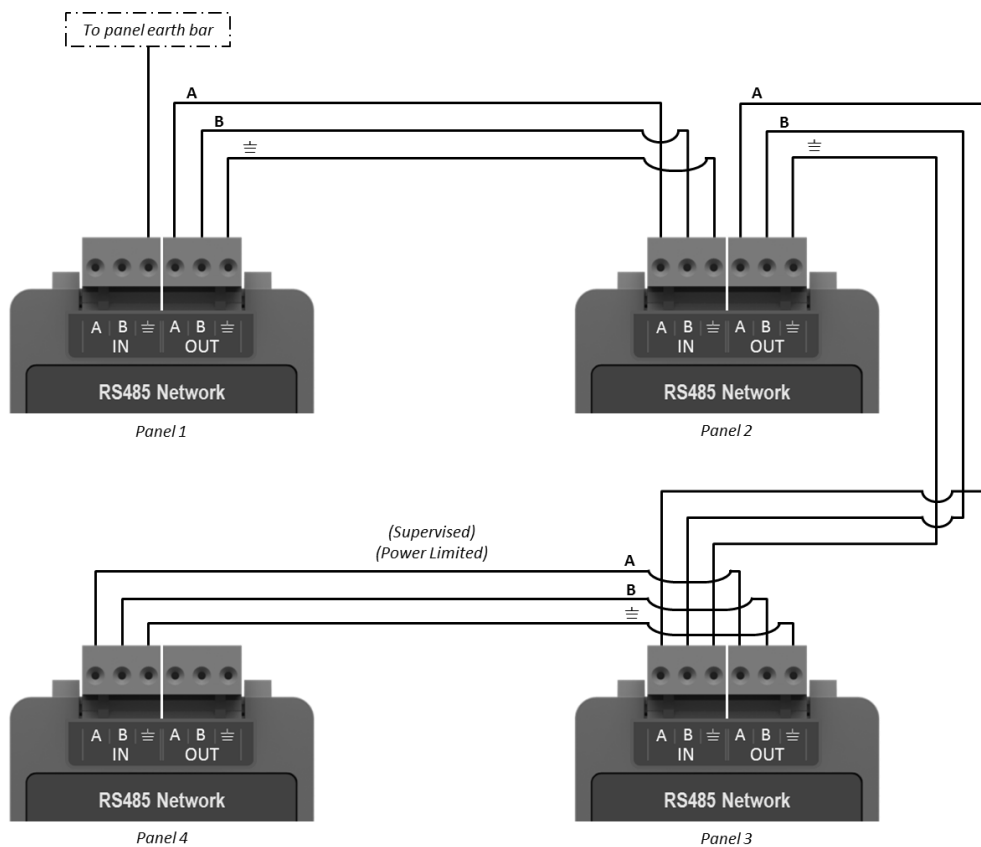 To panel earth bar
A
A
B
B
A B A B
IN OUT
RS485 Network
Panel 1
A B A B
IN OUT
RS485 Network
Panel 2
(Supervised)
(Power Limited)
A
B
A B A B
IN OUT
RS485 Network
Panel 4
A B A B
IN OUT
RS485 Network
Panel 3